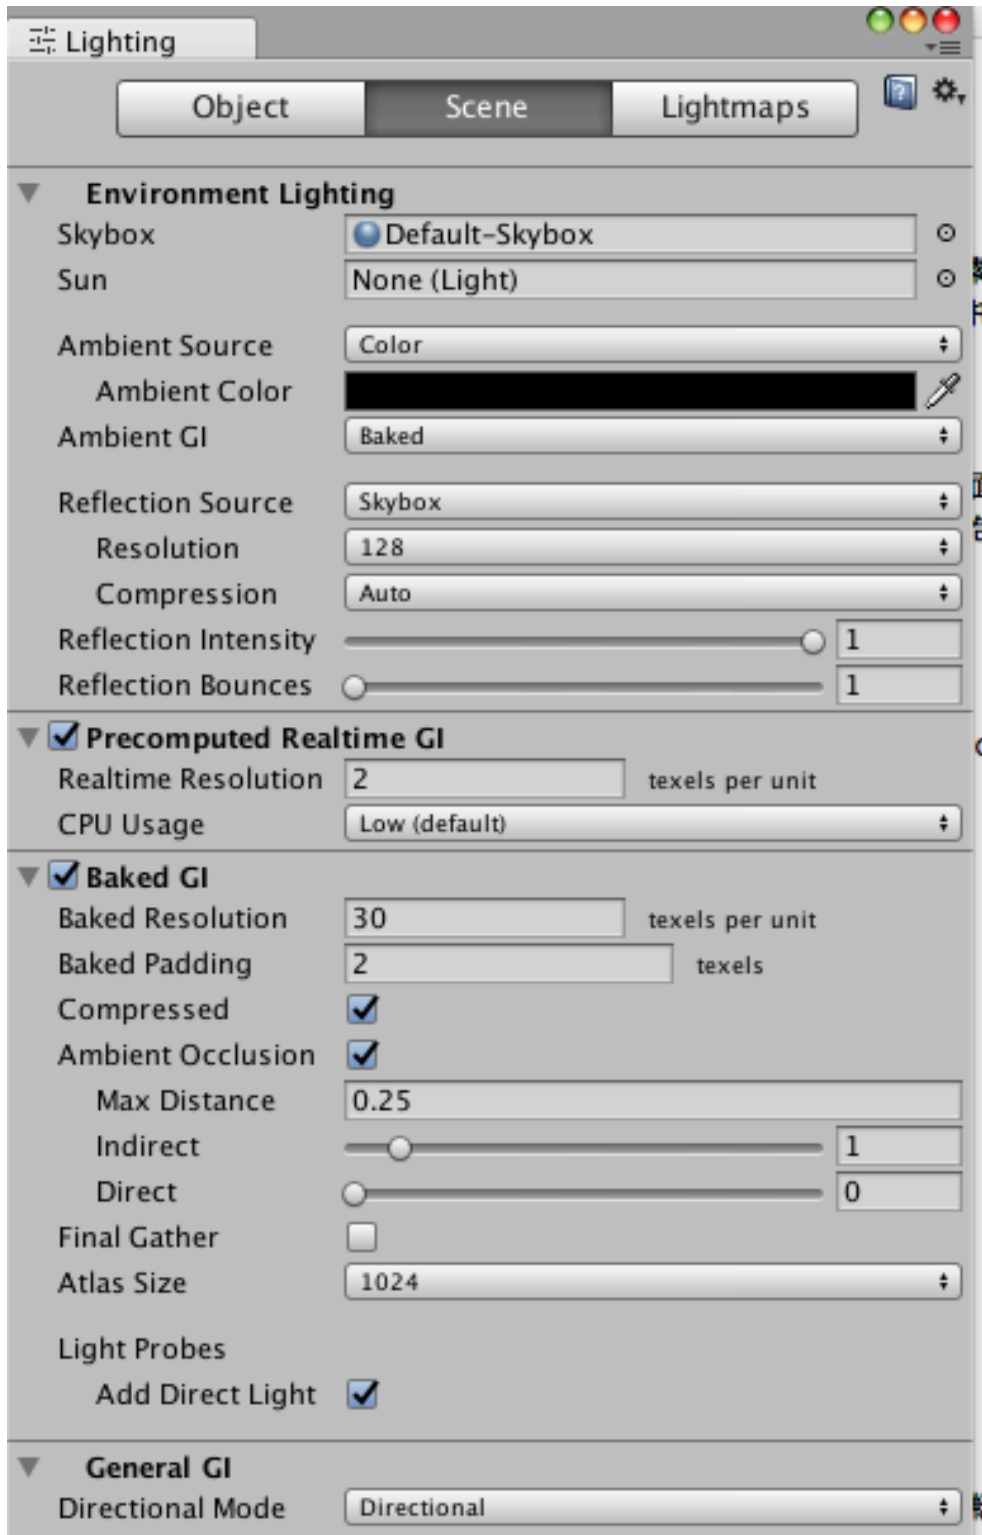 Lighting
Object Scene Lightmaps
Environment Lighting
Skybox Default-Skybox
Sun None (Light)
Ambient Source Color
Ambient Color
Ambient GI Baked
Reflection Source Skybox
Resolution 128
Compression Auto
Reflection Intensity 1
Reflection Bounces 1
Precomputed Realtime GI
Realtime Resolution 2 texels per unit
CPU Usage Low (default)
Baked GI
Baked Resolution 30 texels per unit
Baked Padding 2 texels
Compressed
Ambient Occlusion
Max Distance 0.25
Indirect 1
Direct 0
Final Gather
Atlas Size 1024
Light Probes
Add Direct Light
General GI
Directional Mode Directional